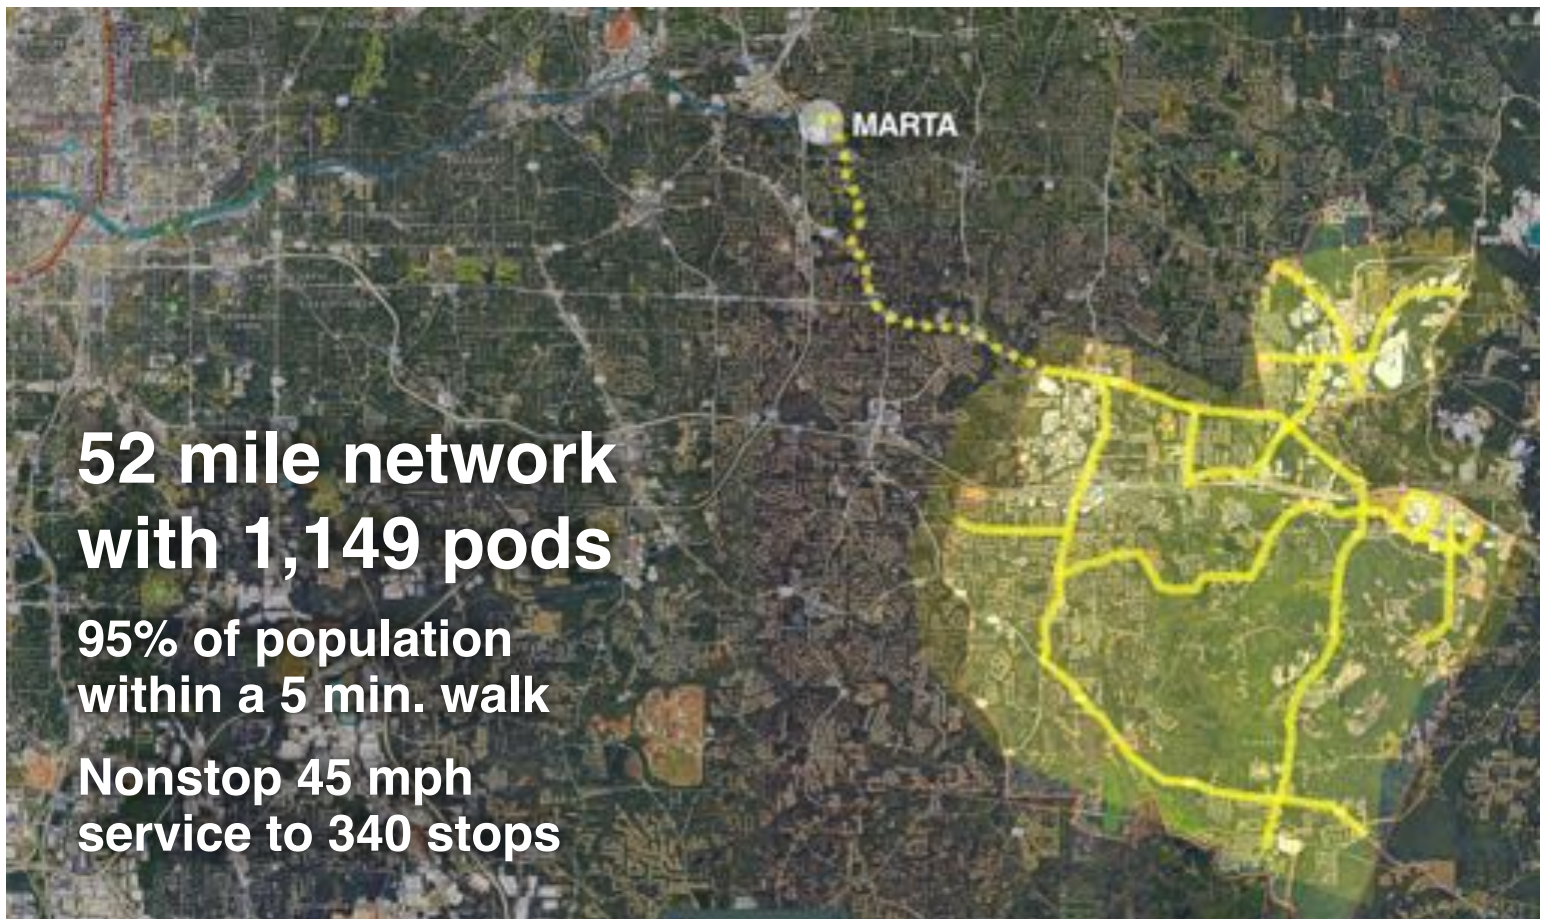 MARTA
52 mile network
with 1,149 pods
95% of population
within a 5 min. walk
Nonstop 45 mph
service to 340 stops